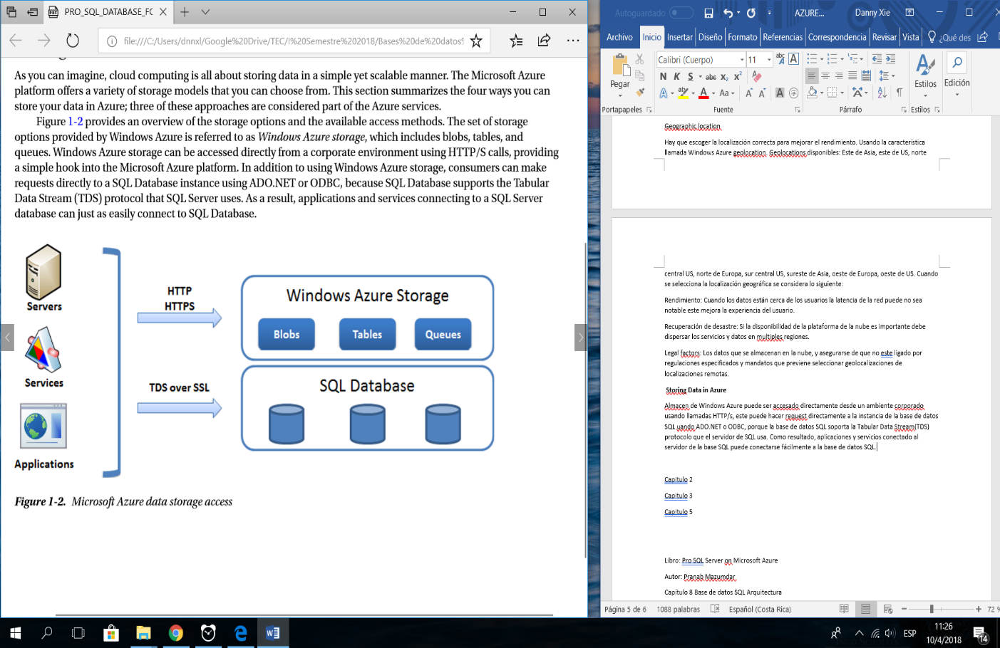 PRO_SQL_DATABASE_FC
file:///C:/Users/dnnxl/Google%20Drive/TEC/I%20Semestre%202018/Bases%20de%20datos%
As you can imagine, cloud computing is all about storing data in a simple yet scalable manner. The Microsoft Azure
platform offers a variety of storage models that you can choose from. This section summarizes the four ways you can
store your data in Azure; three of these approaches are considered part of the Azure services.
Figure 1-2 provides an overview of the storage options and the available access methods. The set of storage
options provided by Windows Azure is referred to as Windows Azure storage, which includes blobs, tables, and
queues. Windows Azure storage can be accessed directly from a corporate environment using HTTP/S calls, providing
a simple hook into the Microsoft Azure platform. In addition to using Windows Azure storage, consumers can make
requests directly to a SQL Database instance using ADO.NET or ODBC, because SQL Database supports the Tabular
Data Stream (TDS) protocol that SQL Server uses. As a result, applications and services connecting to a SQL Server
database can just as easily connect to SQL Database.
Servers
Services
Applications
HTTP
HTTPS
TDS over SSL
Windows Azure Storage
Blobs
Tables
Queues
SQL Database
Figure 1-2. Microsoft Azure data storage access
Autoguardado
AZURE...
Danny Xie
Archivo Inicio Insertar Diseño Formato Referencias Correspondencia Revisar Vista ¿Qué des
Calibri (Cuerpo) 11
Pegar
N K S abc X₂ X²
Aa
Estilos
Edición
Portapapeles
Fuente
Párrafo
Estilos
Geographic location
Hay que escoger la localización correcta para mejorar el rendimiento. Usando la característica
llamada Windows Azure geolocation. Geolocations disponibles: Este de Asia, este de US, norte
central US, norte de Europa, sur central US, sureste de Asia, oeste de Europa, oeste de US. Cuando
se selecciona la localización geográfica se considera lo siguiente:
Rendimiento: Cuando los datos están cerca de los usuarios la latencia de la red puede no sea
notable este mejora la experiencia del usuario.
Recuperación de desastre: Si la disponibilidad de la plataforma de la nube es importante debe
dispersar los servicios y datos en multiples regiones.
Legal factors: Los datos que se almacenan en la nube, y asegurarse de que no este ligado por
regulaciones especificados y mandatos que previene seleccionar geolocalizaciones de
localizaciones remotas.
Storing Data in Azure
Almacen de Windows Azure puede ser accesado directamente desde un ambiente corporado
usando llamadas HTTP/s, este puede hacer request directamente a la instancia de la base de datos
SQL uando ADO.NET o ODBC, porque la base de datos SQL soporta la Tabular Data Stream(TDS)
protocolo que el servidor de SQL usa. Como resultado, aplicaciones y servicios conectado al
servidor de la base SQL puede conectarse fácilmente a la base de datos SQL.
Capitulo 2
Capitulo 3
Capitulo 5
Libro: Pro SQL Server on Microsoft Azure
Autor: Pranab Mazumdar
Capítulo 8 Base de datos SQL Arquitectura
Página 5 de 6 1088 palabras Español (Costa Rica) 72 %
ESP
11:26
10/4/2018
14